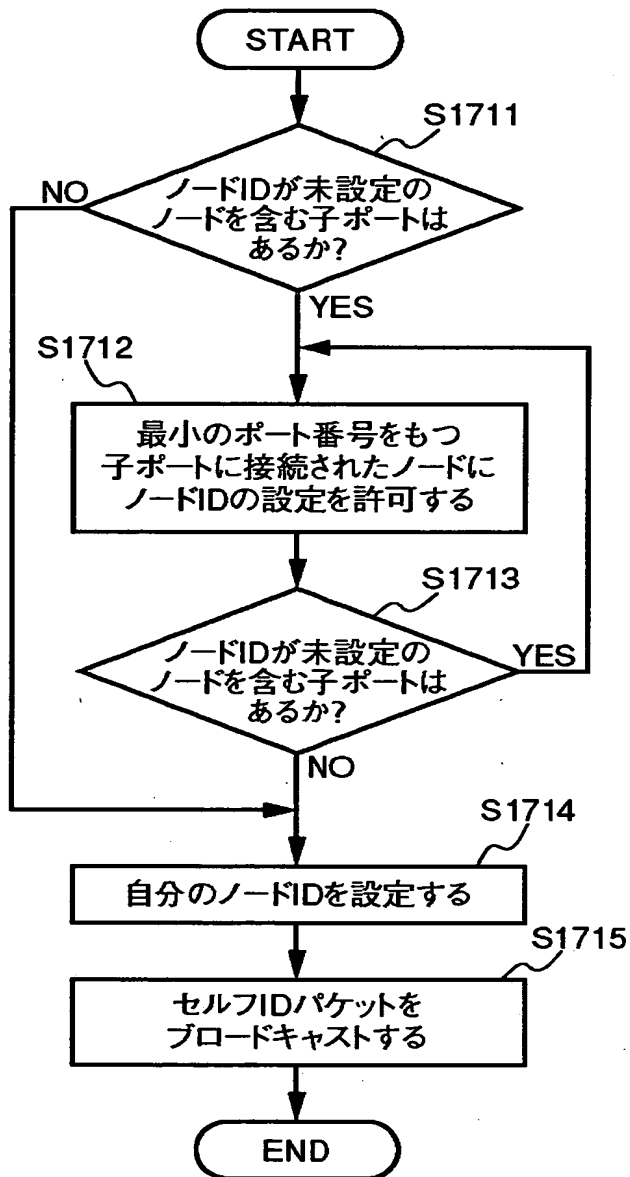 START
S1711
NO
ノードIDが未設定の
ノードを含む子ポートは
あるか?
YES
S1712
最小のポート番号をもつ
子ポートに接続されたノードに
ノードIDの設定を許可する
S1713
ノードIDが未設定の
ノードを含む子ポートは
あるか?
YES
NO
S1714
自分のノードIDを設定する
S1715
セルフIDパケットを
ブロードキャストする
END